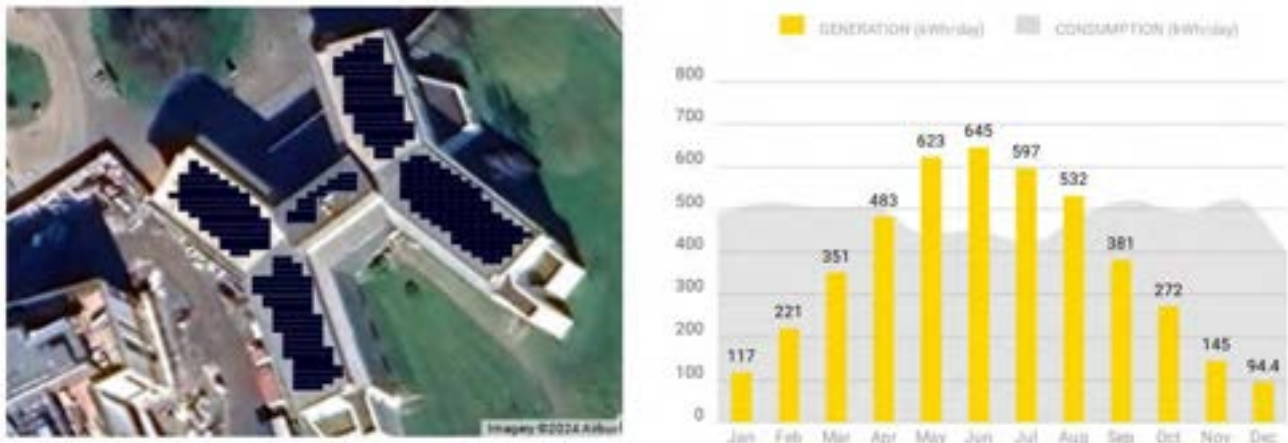 Imagery ©2024 Airbus
GENERATION (kWh/day)
CONSUMPTION (kWh/day)
800
700
600
500
400
300
200
100
0
117
221
351
483
623
645
597
532
381
272
145
94.4
Jan
Feb
Mar
Apr
May
Jun
Jul
Aug
Sep
Oct
Nov
Dec